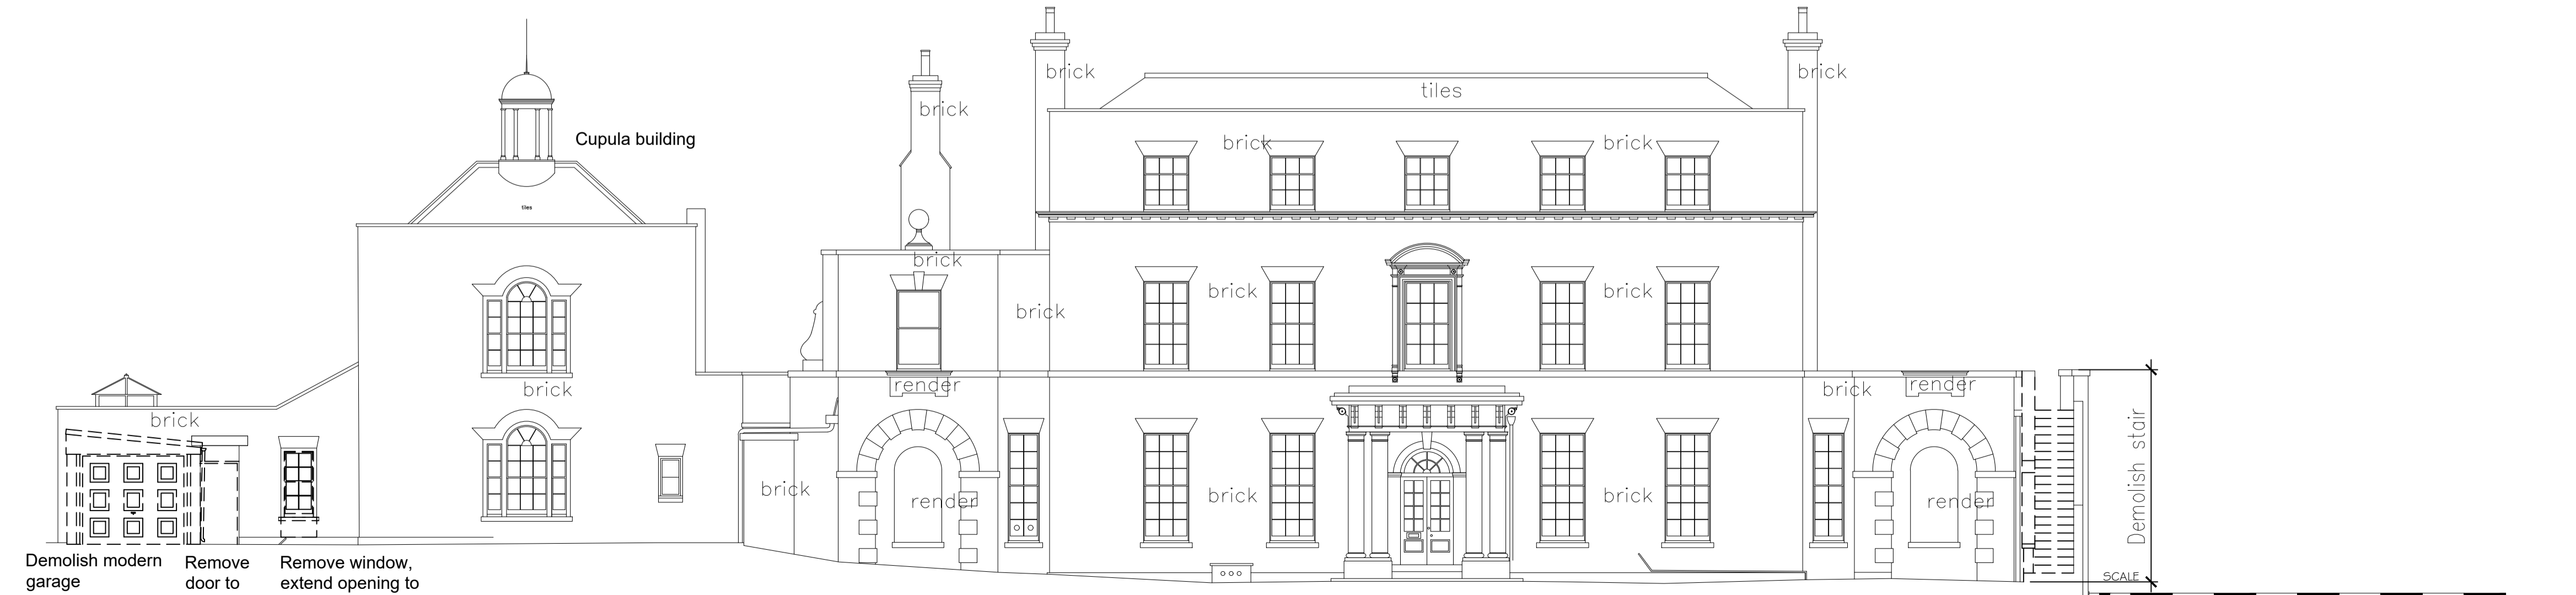 brick
brick
tiles
brick
Cupula building
brick
brick
tiles
brick
brick
brick
brick
brick
render
brick
brick
render
brick
brick
brick
brick
render
render
Demolish stair
Demolish modern
garage
Remove
door to
Remove window,
extend opening to
SCALE